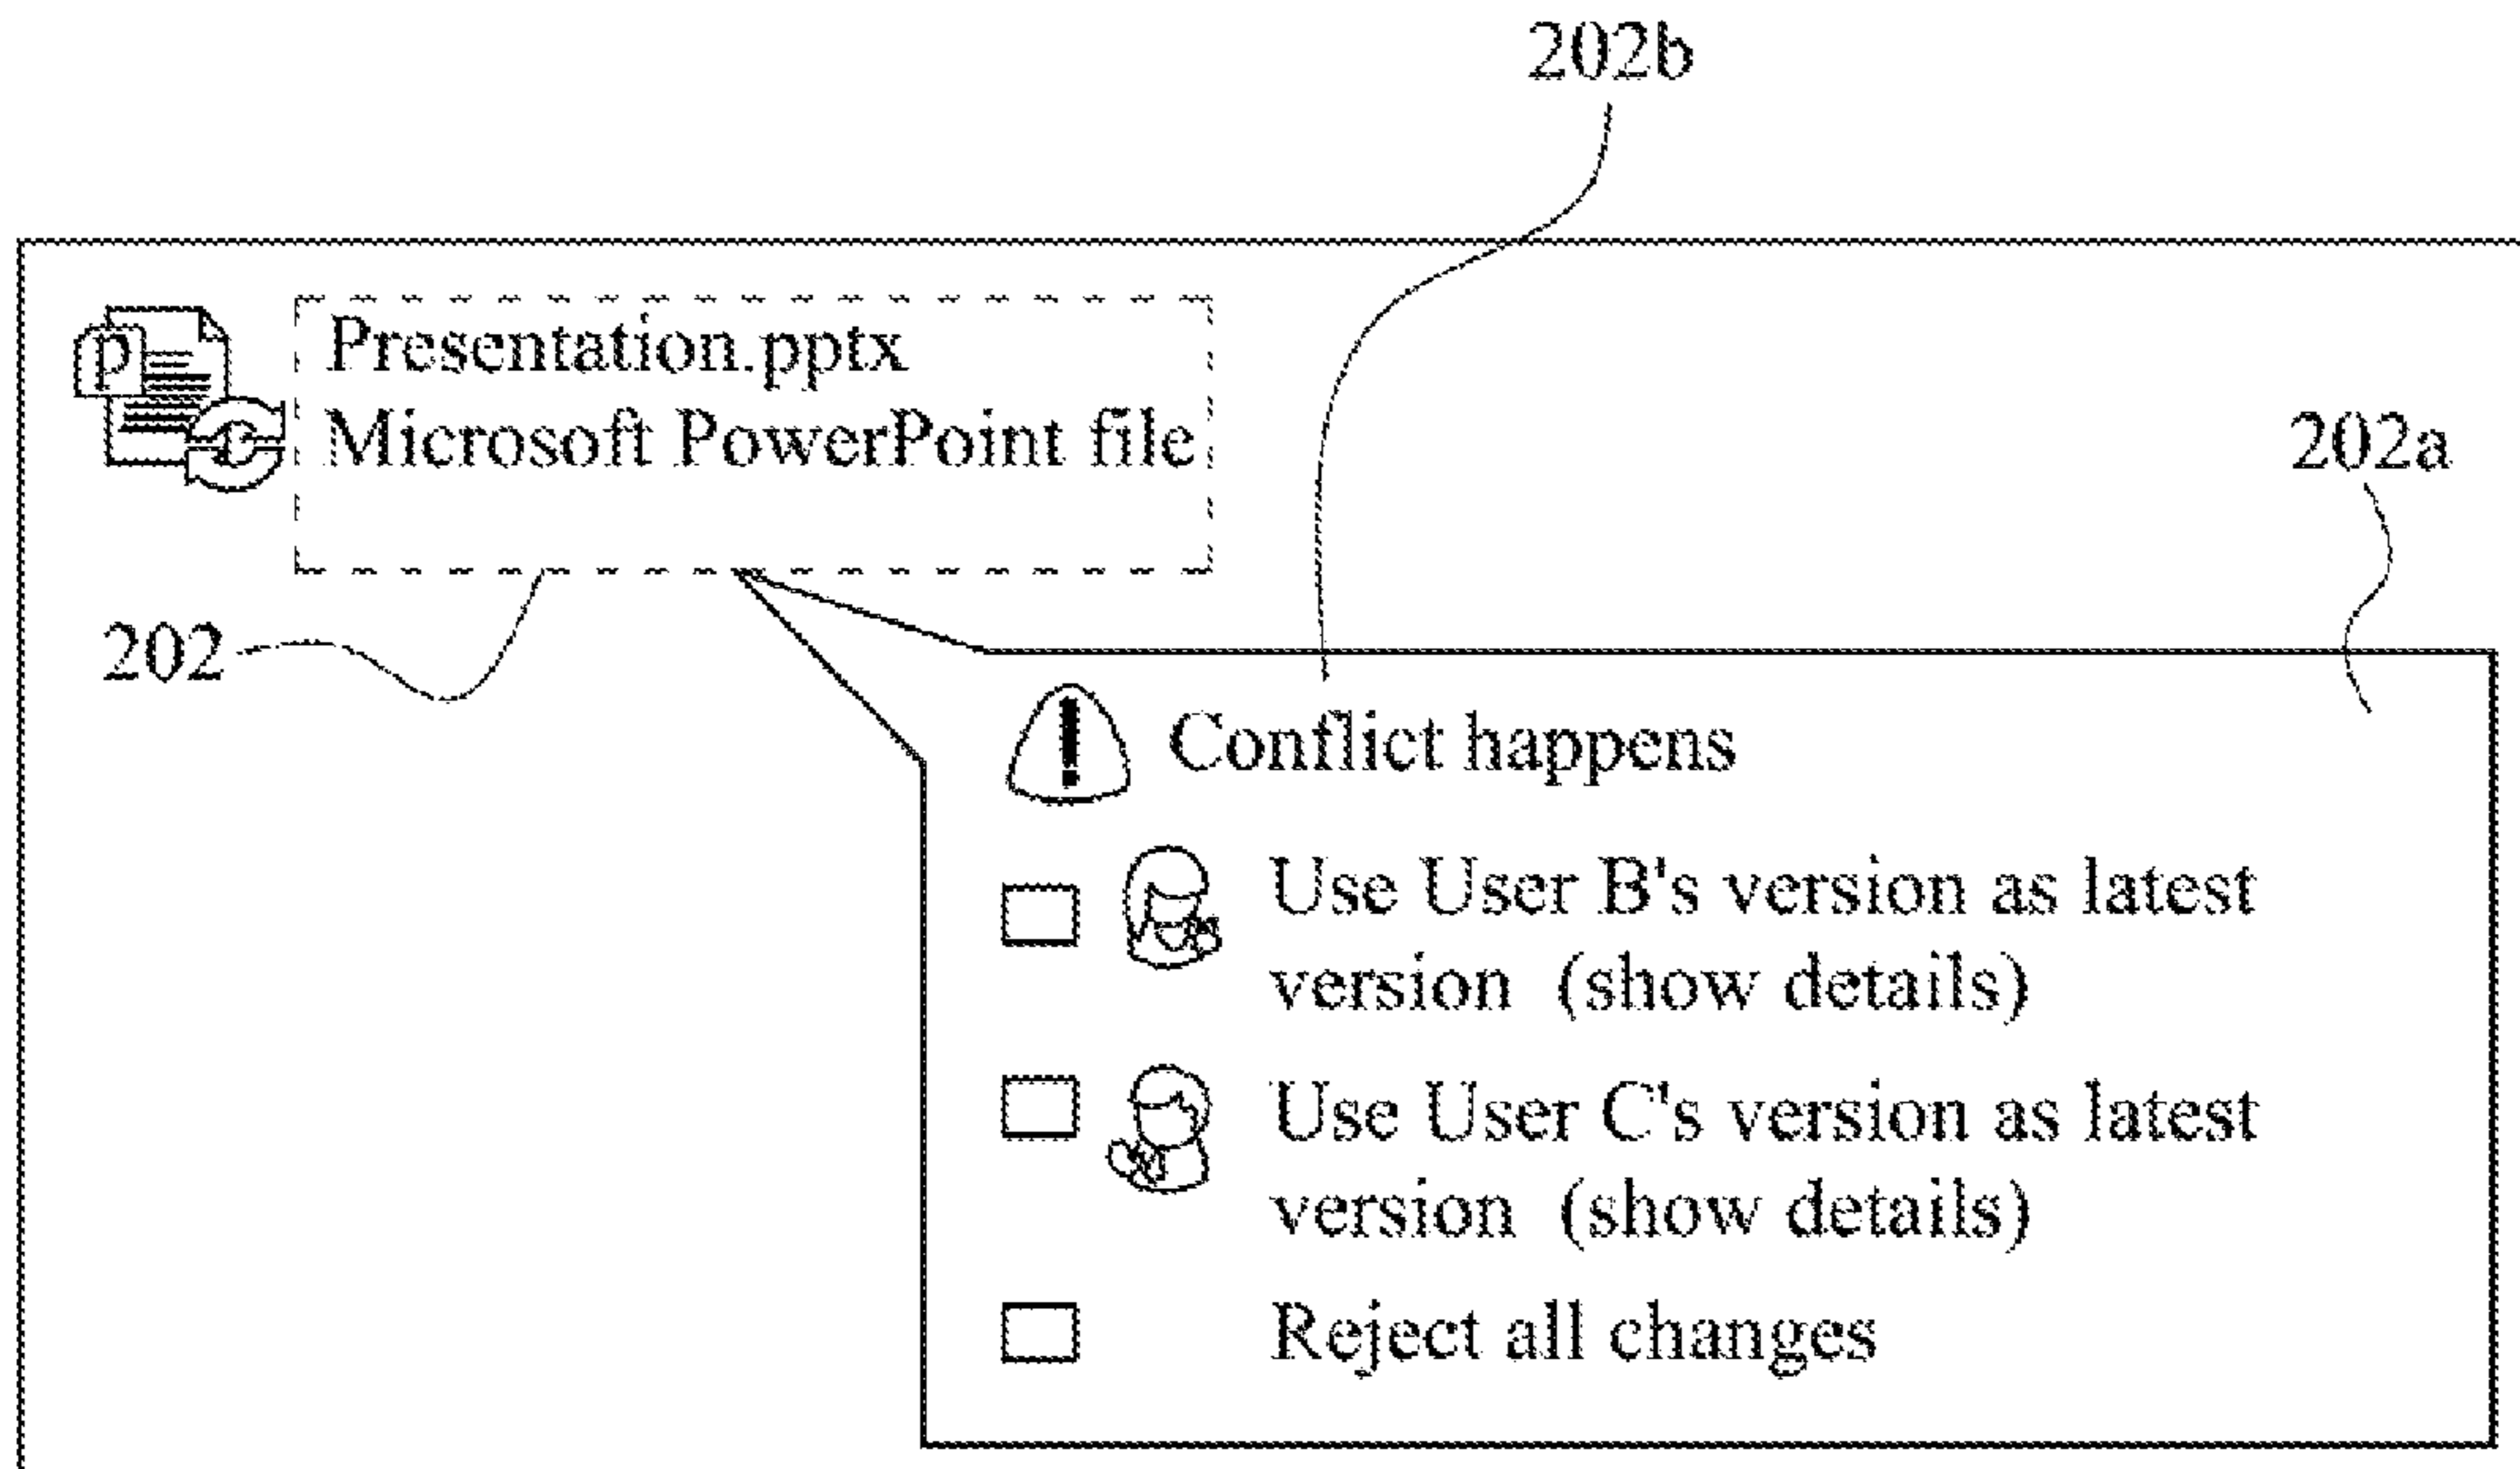 202b
P
Presentation.pptx
Microsoft PowerPoint file
202a
202
! Conflict happens
Use User B's version as latest
version (show details)
Use User C's version as latest
version (show details)
Reject all changes